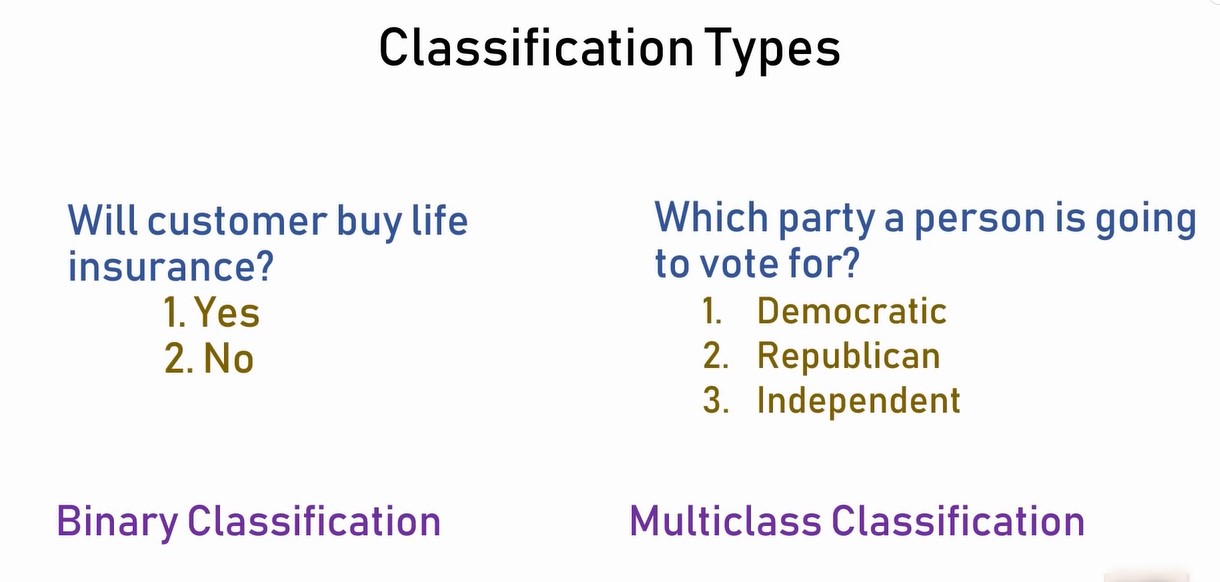 Classification Types
Will customer buy life
insurance?
1. Yes
2. No
Binary Classification
Which party a person is going
to vote for?
1. Democratic
2. Republican
3. Independent
Multiclass Classification